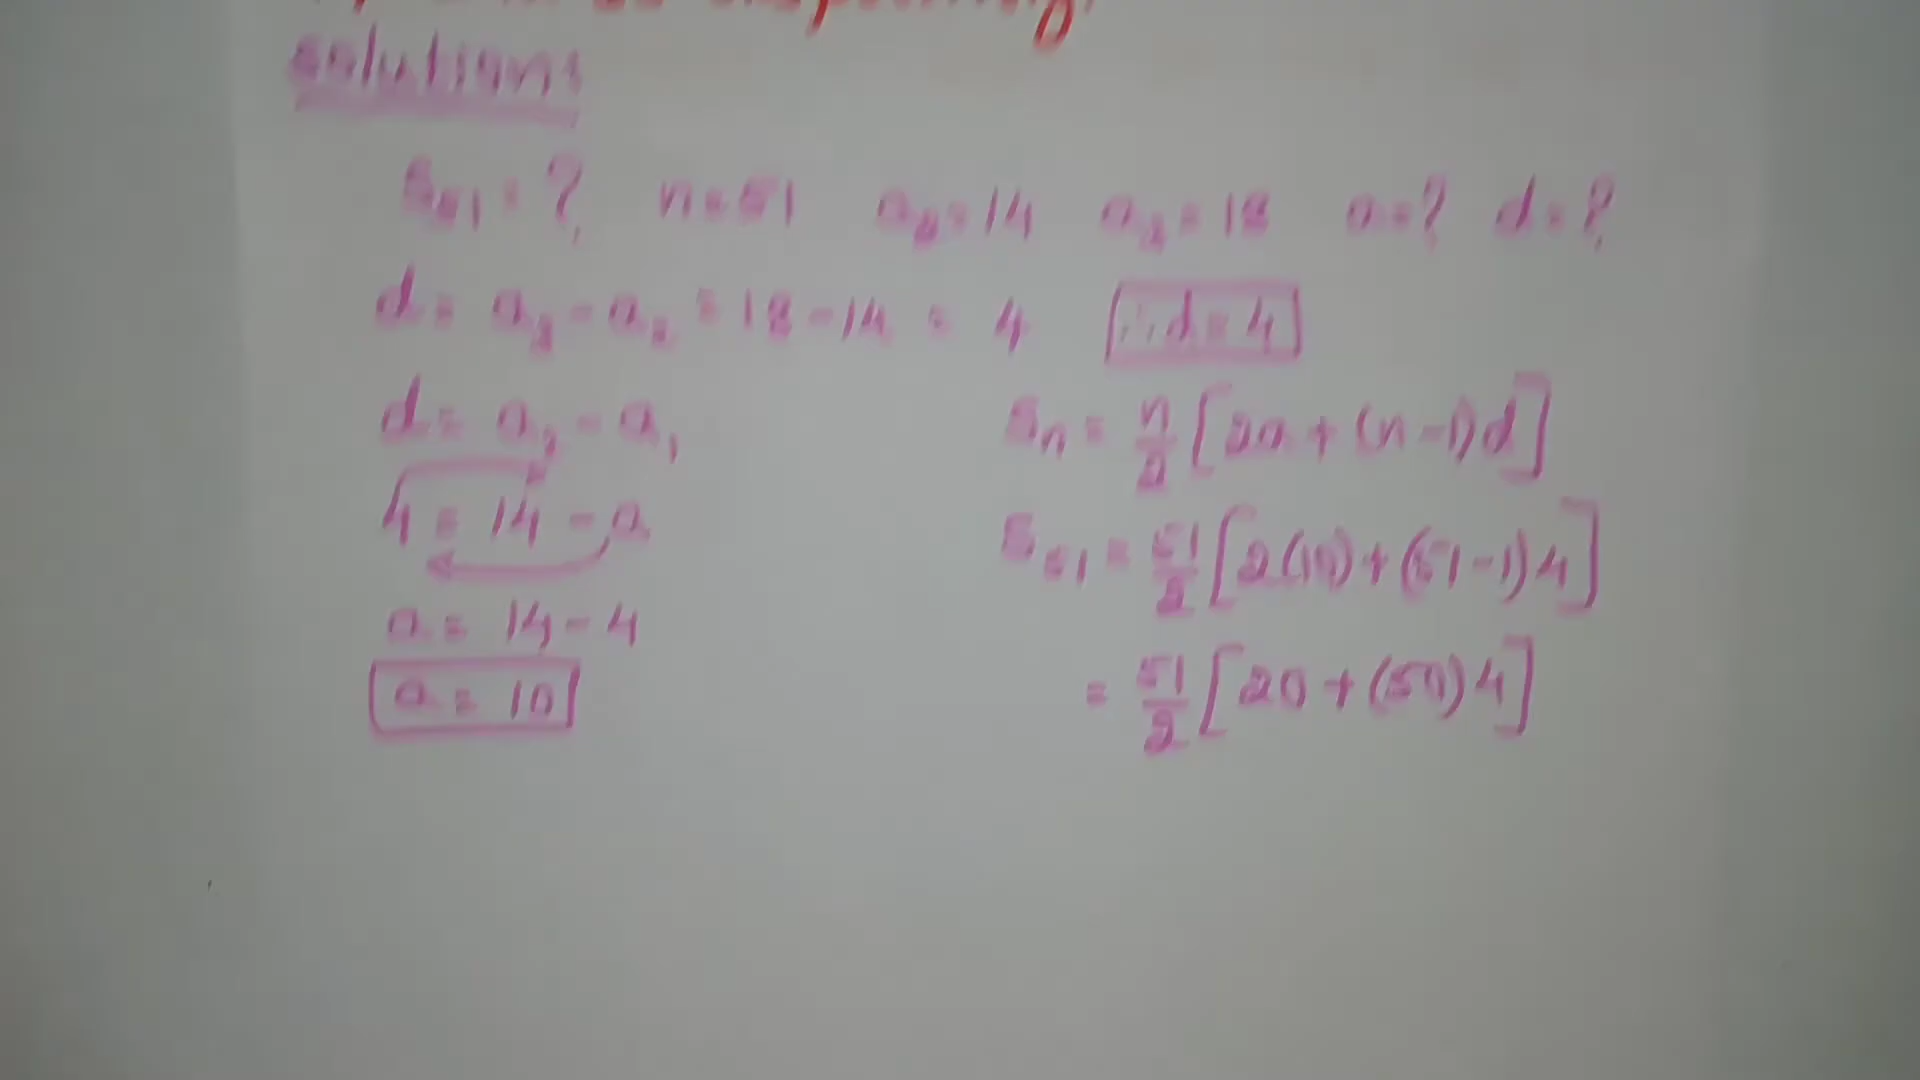 respectively.
solution:
S₅₁ = ? n = 51 a₂ = 14 a₃ = 18 a = ? d = ?
d = a₃ - a₂ = 18 - 14 = 4 ∴ d = 4
d = a₂ - a₁
4 = 14 - a
a = 14 - 4
a = 10
Sₙ = n/2 [2a + (n - 1)d]
S₅₁ = 51/2 [2(10) + (51 - 1)4]
= 51/2 [20 + (50)4]